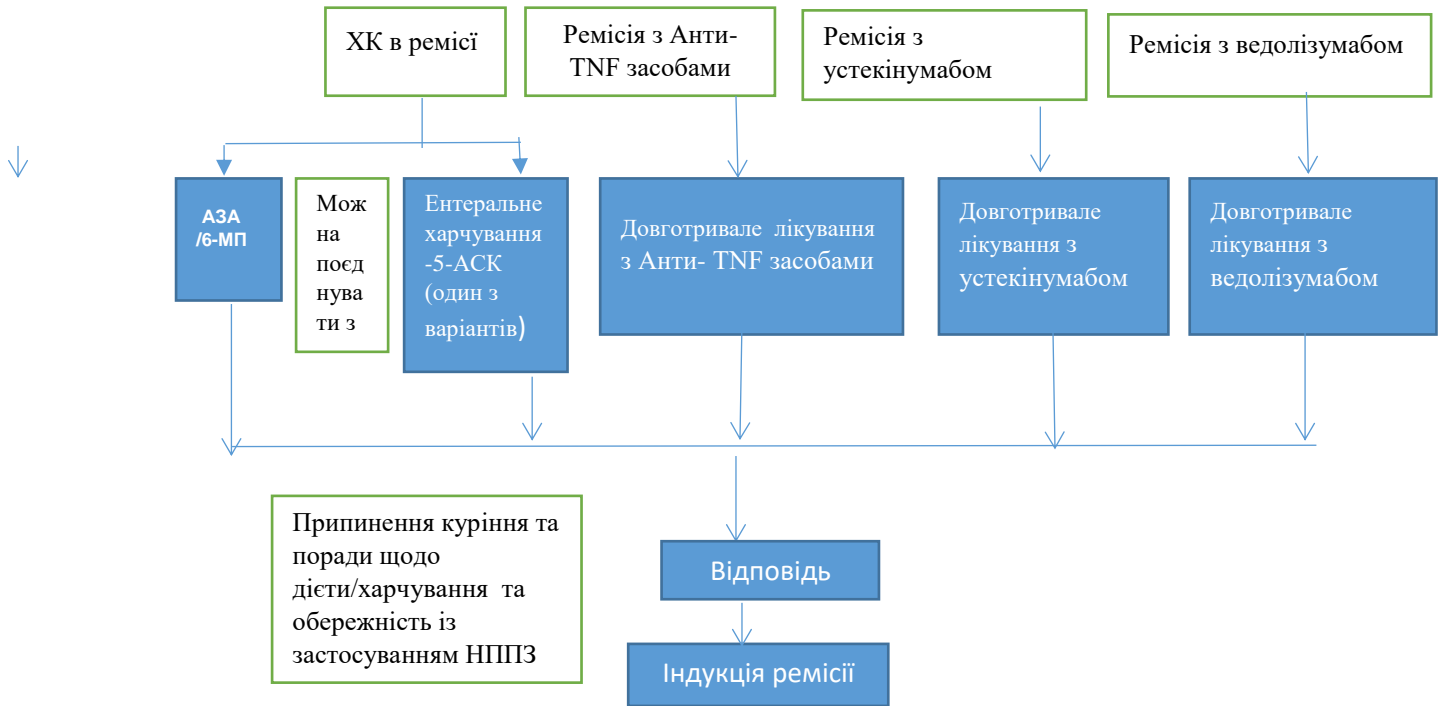 ХК в ремісї
Ремісія з Анти-
TNF засобами
Ремісія з
устекінумабом
Ремісія з ведолізумабом
АЗА
/6-МП
Мож
на
поєд
нува
ти з
Ентеральне
харчування
-5-АСК
(один з
варіантів)
Довготривале лікування
з Анти- TNF засобами
Довготривале
лікування з
устекінумабом
Довготривале
лікування з
ведолізумабом
Припинення куріння та
поради щодо
дієти/харчування та
обережність із
застосуванням НППЗ
Відповідь
Індукція ремісії